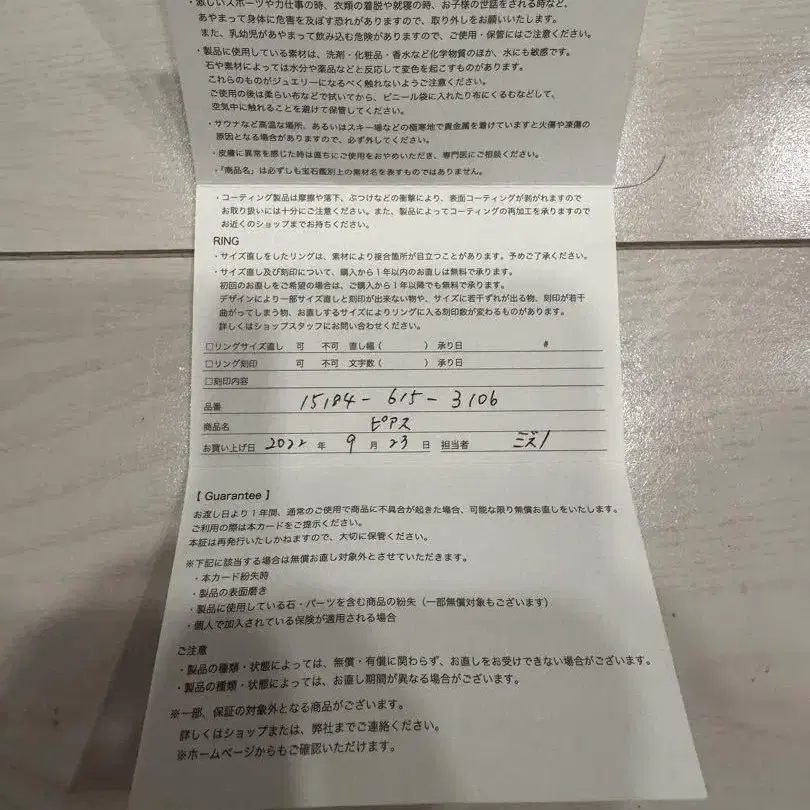 ・激しいスポーツや力仕事の時、衣類の着脱や就寝の時、お子様の世話をされる時など、
あやまって身体に危害を及ぼす恐れがありますので、取り外しをお願いいたします。
また、乳幼児があやまって飲み込む危険がありますので、ご使用・保管にはご注意ください。
・製品に使用している素材は、洗剤・化粧品・香水など化学物質のほか、水にも敏感です。
石や素材によっては水分や薬品などと反応して変色を起こすものがあります。
これらのものがジュエリーになるべく触れないようご注意ください。
ご使用の後は柔らかい布などで拭いてから、ビニール袋に入れたり布にくるむなどして、
空気中に触れることを避けて保管してください。
・サウナなど高温な場所、あるいはスキー場などの極寒地で貴金属を着けていますと火傷や凍傷の
原因となる場合がありますので、必ず外してください。
・皮膚に異常を感じた時は直ちにご使用をおやめいただき、専門医にご相談ください。
・「商品名」は必ずしも宝石鑑別上の素材名を表すものではありません。
・コーティング製品は摩擦や落下、ぶつけなどの衝撃により、表面コーティングが剥がれますので
お取り扱いには十分にご注意ください。また、製品によってコーティングの再加工を承りますので
お近くのショップまでお持ちください。
RING
・サイズ直しをしたリングは、素材により接合箇所が目立つことがあります。予めご了承ください。
・サイズ直し及び刻印について、購入から1年以内のお直しは無料で承ります。
初回のお直しをご希望の場合は、ご購入から1年以降でも無料で承ります。
デザインにより一部サイズ直しと刻印が出来ない物や、サイズに若干ずれが出る物、刻印が若干
曲がってしまう物、お直しするサイズによりリングに入る刻印数が変わるものがあります。
詳しくはショップスタッフにお問い合わせください。
□リングサイズ直し 可 不可 直し幅 ( ) 承り日 #
□リング刻印 可 不可 文字数 ( ) 承り日
□刻印内容
品番 15184-615-3106
商品名 ピアス
お買い上げ日 2022 年 9 月 23 日 担当者 ミズノ
【 Guarantee 】
お渡し日より1年間、通常のご使用で商品に不具合が起きた場合、可能な限り無償お直しをいたします。
ご利用の際は本カードをご提示ください。
本証は再発行いたしかねますので、大切に保管ください。
※下記に該当する場合は無償お直し対象外とさせていただきます。
・本カード紛失時
・製品の表面磨き
・製品に使用している石・パーツを含む商品の紛失（一部無償対象もございます）
・個人で加入されている保険が適用される場合
ご注意
・製品の種類・状態によっては、無償・有償に関わらず、お直しをお受けできない場合がございます。
・製品の種類・状態によっては、お直し期間が異なる場合がございます。
※一部、保証の対象外となる商品がございます。
詳しくはショップまたは、弊社までご連絡ください。
※ホームページからもご確認いただけます。